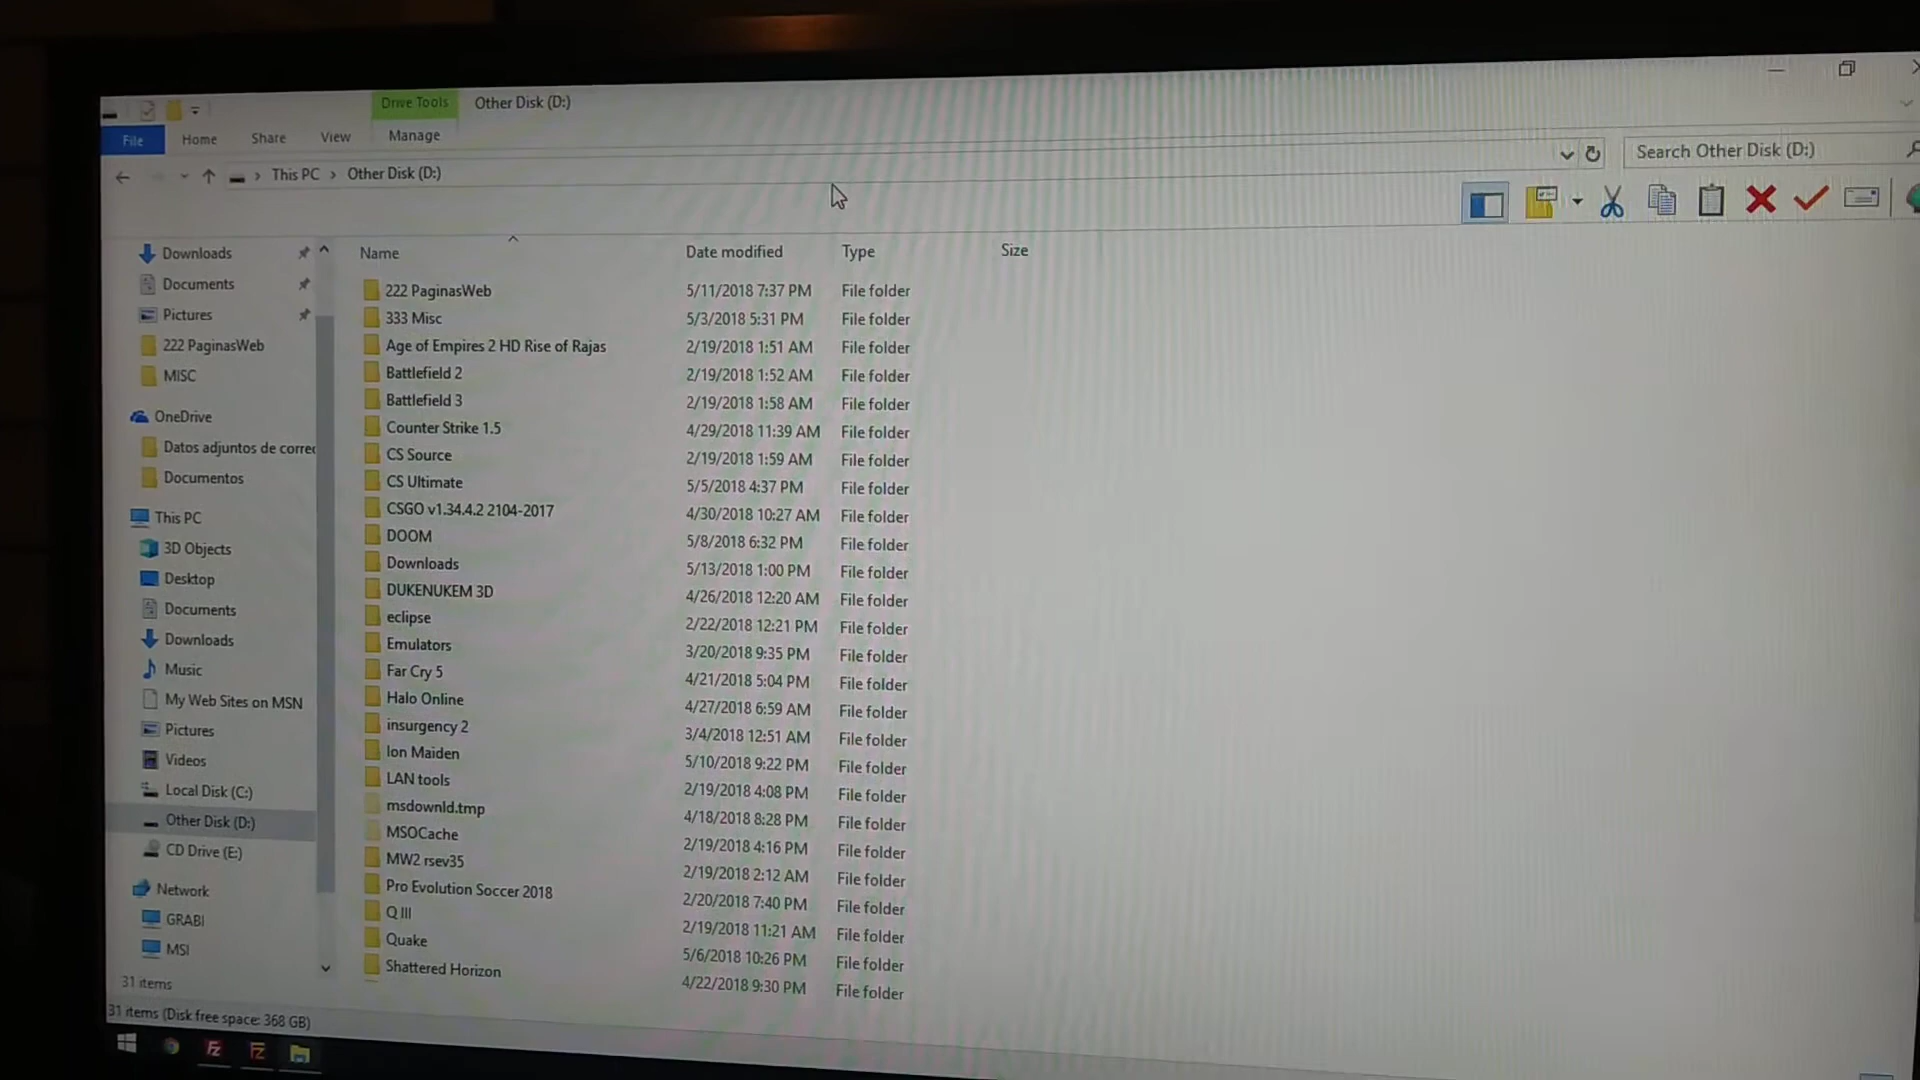 Drive Tools Other Disk (D:)
File Home Share View Manage
This PC Other Disk (D:) Search Other Disk (D:)
Name Date modified Type Size
Downloads
Documents
Pictures
222 PaginasWeb
MISC
OneDrive
Datos adjuntos de correo
Documentos
This PC
3D Objects
Desktop
Documents
Downloads
Music
My Web Sites on MSN
Pictures
Videos
Local Disk (C:)
Other Disk (D:)
CD Drive (E:)
Network
GRABI
MSI
222 PaginasWeb 5/11/2018 7:37 PM File folder
333 Misc 5/3/2018 5:31 PM File folder
Age of Empires 2 HD Rise of Rajas 2/19/2018 1:51 AM File folder
Battlefield 2 2/19/2018 1:52 AM File folder
Battlefield 3 2/19/2018 1:58 AM File folder
Counter Strike 1.5 4/29/2018 11:39 AM File folder
CS Source 2/19/2018 1:59 AM File folder
CS Ultimate 5/5/2018 4:37 PM File folder
CSGO v1.34.4.2 2104-2017 4/30/2018 10:27 AM File folder
DOOM 5/8/2018 6:32 PM File folder
Downloads 5/13/2018 1:00 PM File folder
DUKENUKEM 3D 4/26/2018 12:20 AM File folder
eclipse 2/22/2018 12:21 PM File folder
Emulators 3/20/2018 9:35 PM File folder
Far Cry 5 4/21/2018 5:04 PM File folder
Halo Online 4/27/2018 6:59 AM File folder
insurgency 2 3/4/2018 12:51 AM File folder
Ion Maiden 5/10/2018 9:22 PM File folder
LAN tools 2/19/2018 4:08 PM File folder
msdownld.tmp 4/18/2018 8:28 PM File folder
MSOCache 2/19/2018 4:16 PM File folder
MW2 rsev35 2/19/2018 2:12 AM File folder
Pro Evolution Soccer 2018 2/20/2018 7:40 PM File folder
Q III 2/19/2018 11:21 AM File folder
Quake 5/6/2018 10:26 PM File folder
Shattered Horizon 4/22/2018 9:30 PM File folder
31 items
31 items (Disk free space: 368 GB)